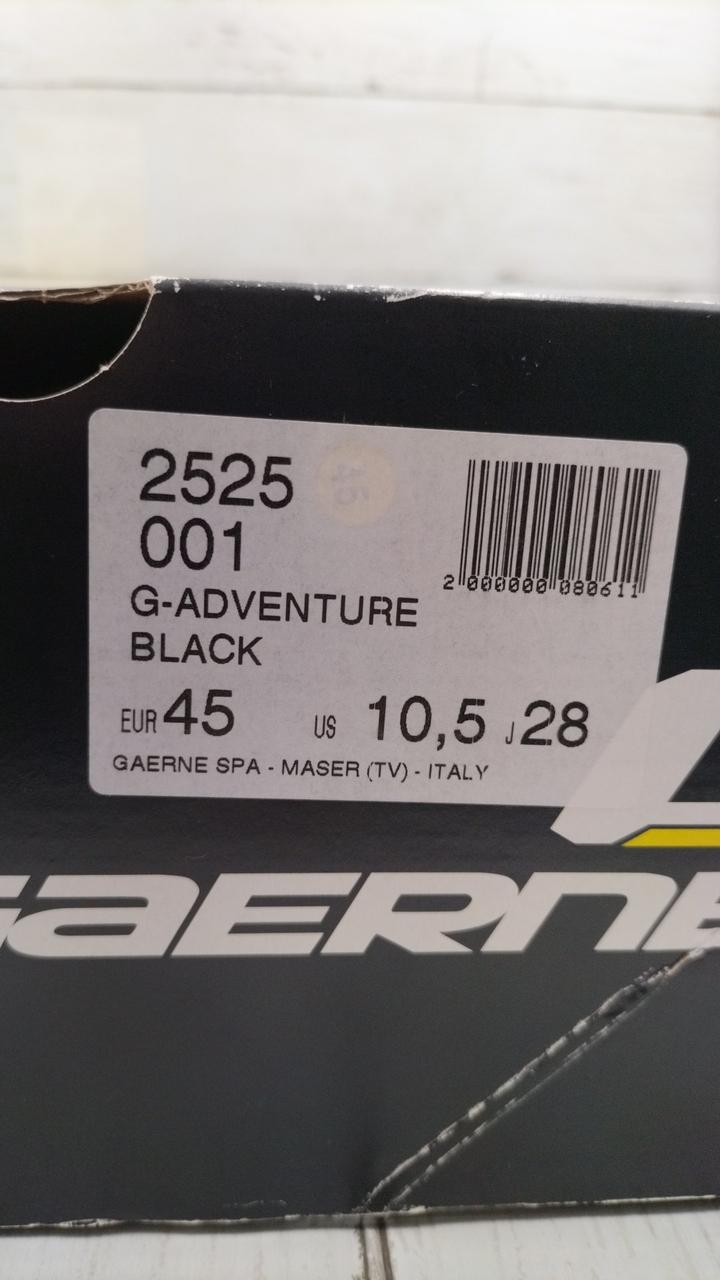 2525
001
G-ADVENTURE
BLACK
45
2 000000 080611
EUR 45 US 10,5 J 28
GAERNE SPA - MASER (TV) - ITALY
GAERNE